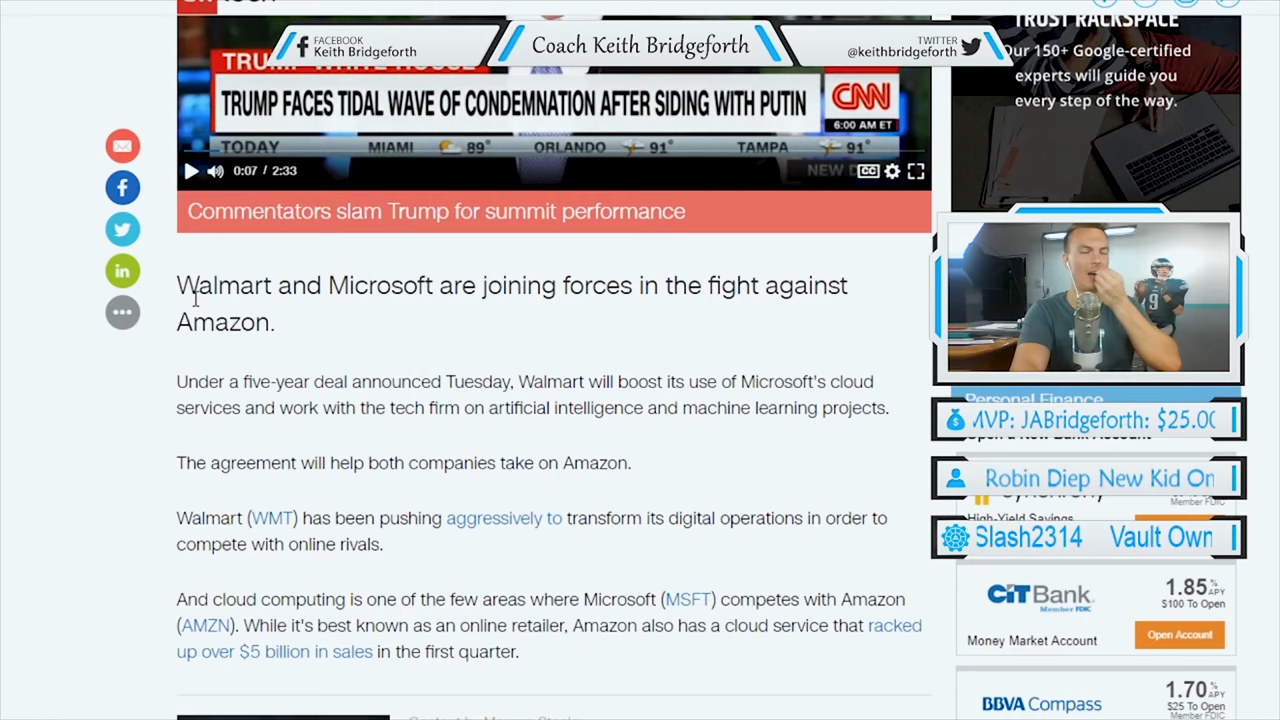 TRUST RACKSPACE
Our 150+ Google-certified
experts will guide you
every step of the way.
FACEBOOK
Keith Bridgeforth
Coach Keith Bridgeforth
TWITTER
@keithbridgeforth
TRUMP FACES TIDAL WAVE OF CONDEMNATION AFTER SIDING WITH PUTIN
CNN
6:00 AM ET
TODAY MIAMI 89° ORLANDO 91° TAMPA 91°
0:07 / 2:33
NEW
CC
Commentators slam Trump for summit performance
Walmart and Microsoft are joining forces in the fight against
Amazon.
Under a five-year deal announced Tuesday, Walmart will boost its use of Microsoft's cloud
services and work with the tech firm on artificial intelligence and machine learning projects.
The agreement will help both companies take on Amazon.
Walmart (WMT) has been pushing aggressively to transform its digital operations in order to
compete with online rivals.
And cloud computing is one of the few areas where Microsoft (MSFT) competes with Amazon
(AMZN). While it's best known as an online retailer, Amazon also has a cloud service that racked
up over $5 billion in sales in the first quarter.
9
Personal Finance
MVP: JABridgeforth: $25.00
Robin Diep New Kid On
Member FDIC
High-Yield Savings
Slash2314 Vault Own
CiT Bank
Member FDIC
1.85% APY
$100 To Open
Money Market Account
Open Account
BBVA Compass
1.70% APY
$25 To Open
Member FDIC